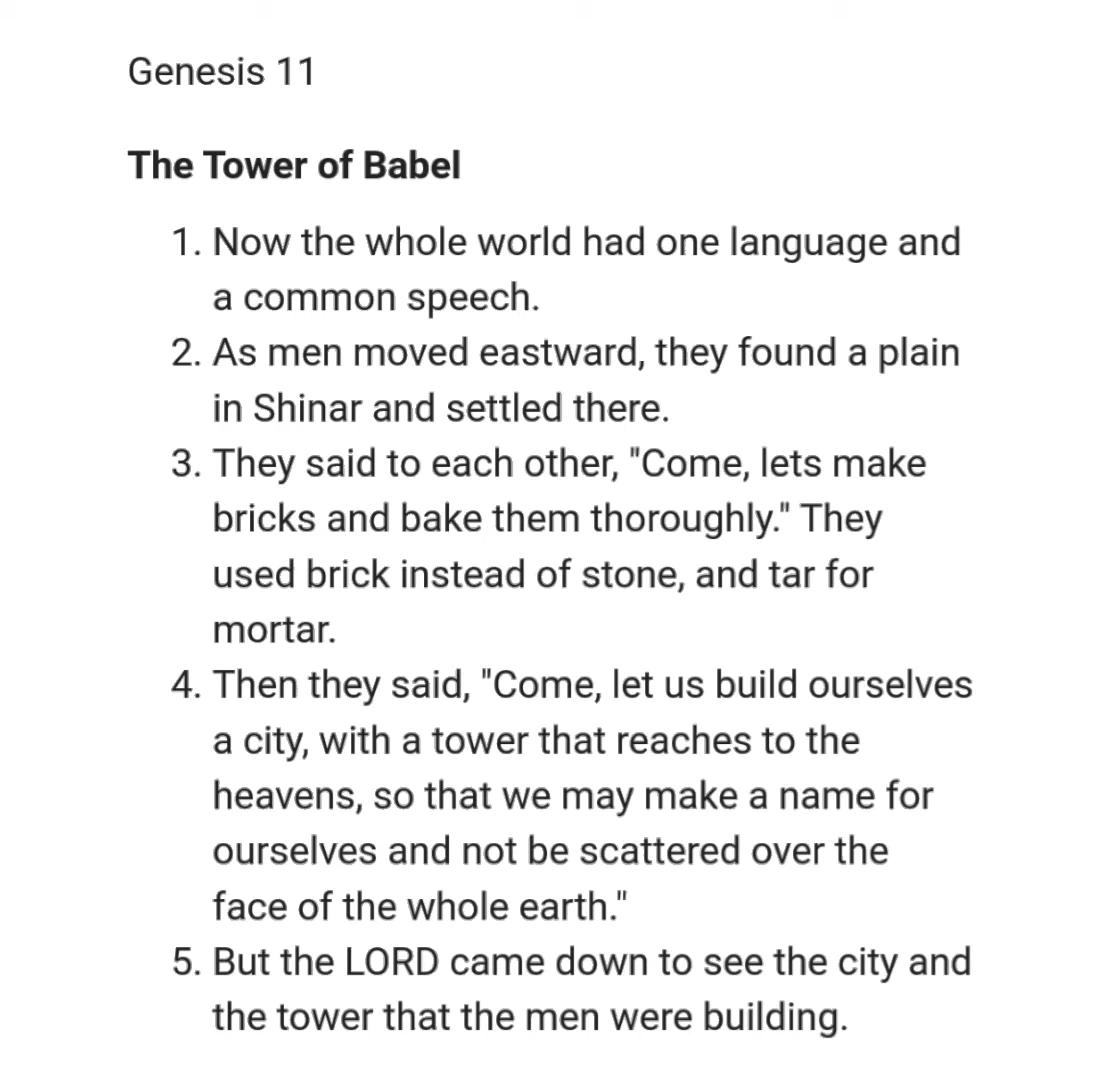 Genesis 11
The Tower of Babel
1. Now the whole world had one language and
a common speech.
2. As men moved eastward, they found a plain
in Shinar and settled there.
3. They said to each other, "Come, lets make
bricks and bake them thoroughly." They
used brick instead of stone, and tar for
mortar.
4. Then they said, "Come, let us build ourselves
a city, with a tower that reaches to the
heavens, so that we may make a name for
ourselves and not be scattered over the
face of the whole earth."
5. But the LORD came down to see the city and
the tower that the men were building.